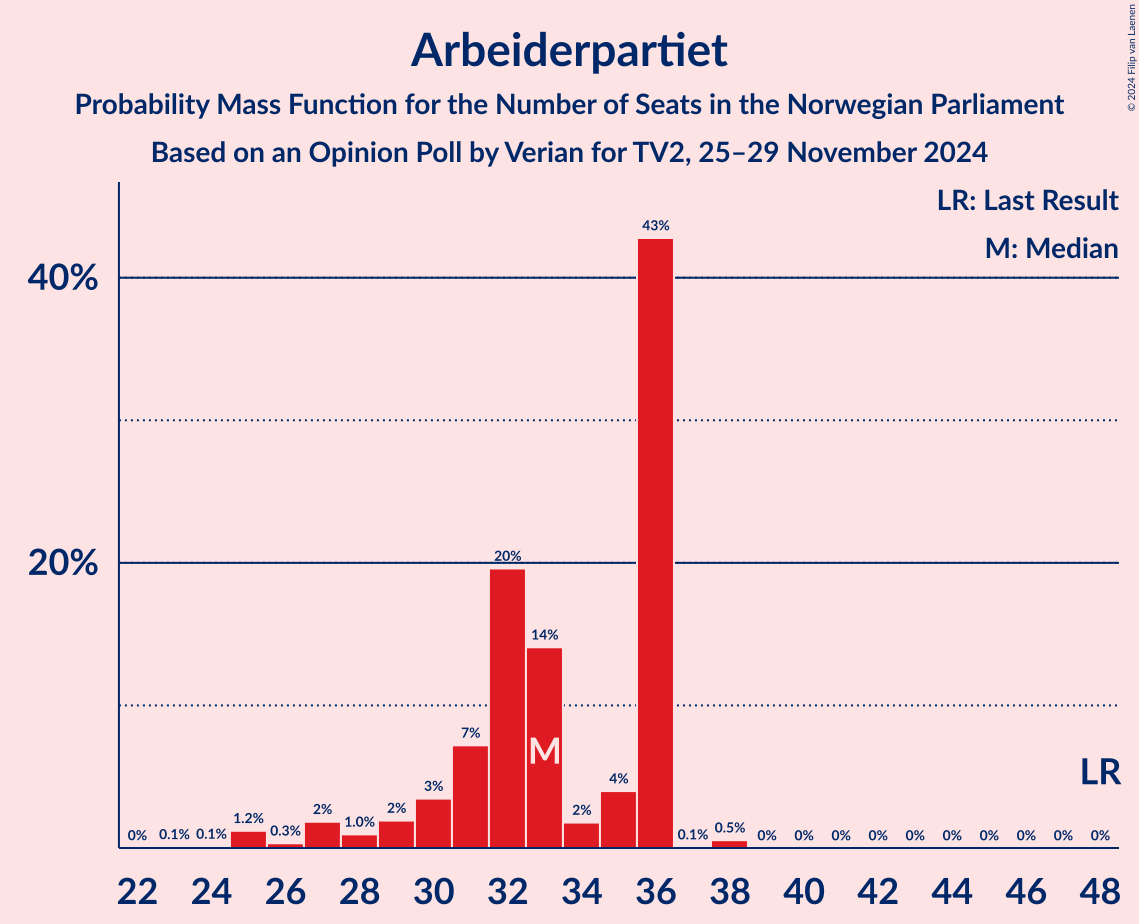 Arbeiderpartiet
Probability Mass Function for the Number of Seats in the Norwegian Parliament
Based on an Opinion Poll by Verian for TV2, 25–29 November 2024
© 2024 Filip van Laenen
LR: Last Result
M: Median
40%
20%
0% 0.1% 0.1% 1.2% 0.3% 2% 1.0% 2% 3% 7% 20% 14% 2% 4% 43% 0.1% 0.5% 0% 0% 0% 0% 0% 0% 0% 0% 0% 0%
M
LR
22 24 26 28 30 32 34 36 38 40 42 44 46 48